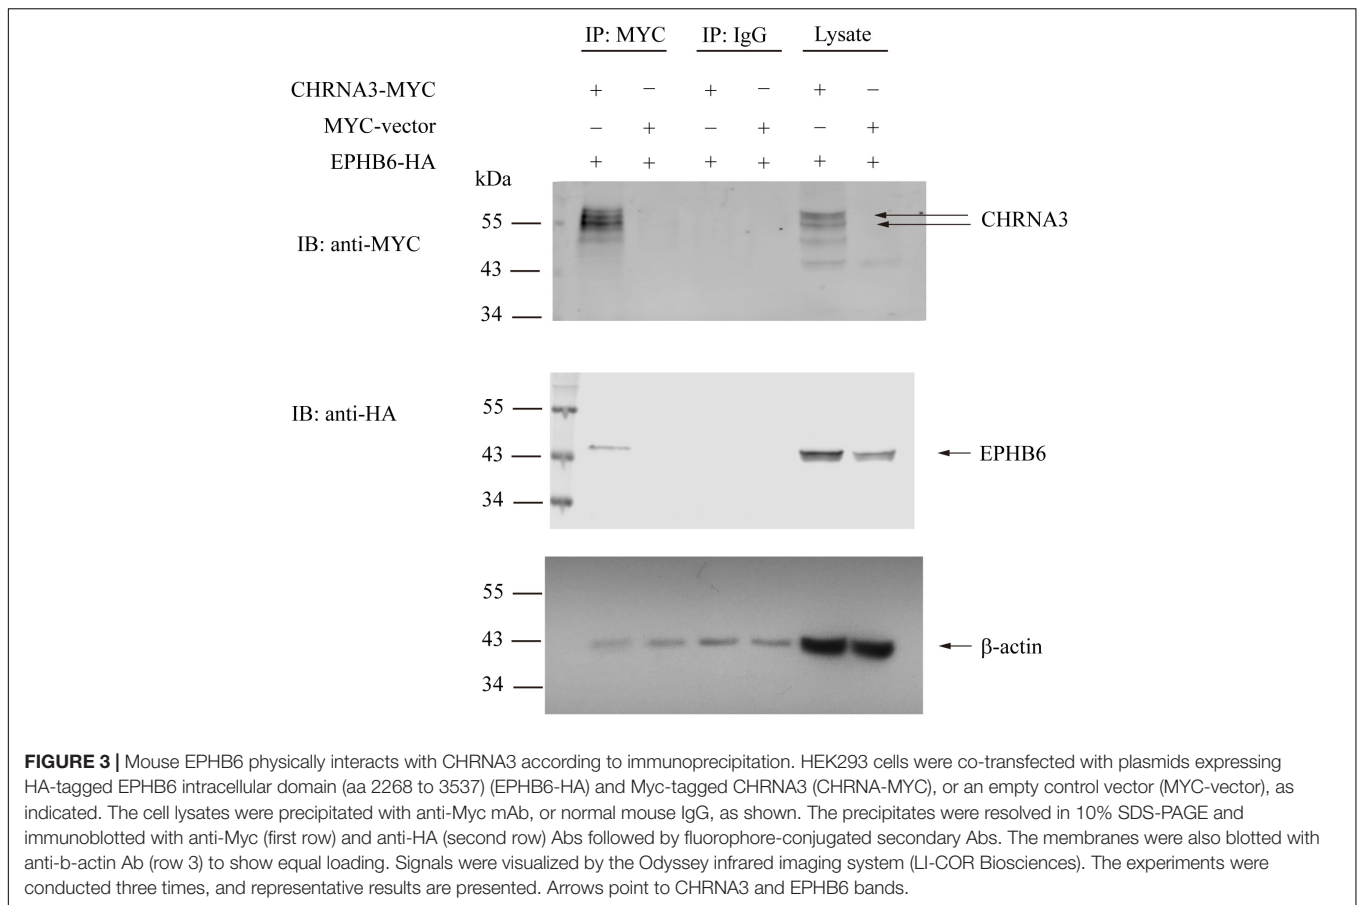 IP: MYC IP: IgG Lysate
CHRNA3-MYC + − + − + −
MYC-vector − + − + − +
EPHB6-HA + + + + + +
kDa
55
CHRNA3
IB: anti-MYC
43
34
55
IB: anti-HA
43
EPHB6
34
55
43
β-actin
34
FIGURE 3 | Mouse EPHB6 physically interacts with CHRNA3 according to immunoprecipitation. HEK293 cells were co-transfected with plasmids expressing
HA-tagged EPHB6 intracellular domain (aa 2268 to 3537) (EPHB6-HA) and Myc-tagged CHRNA3 (CHRNA-MYC), or an empty control vector (MYC-vector), as
indicated. The cell lysates were precipitated with anti-Myc mAb, or normal mouse IgG, as shown. The precipitates were resolved in 10% SDS-PAGE and
immunoblotted with anti-Myc (first row) and anti-HA (second row) Abs followed by fluorophore-conjugated secondary Abs. The membranes were also blotted with
anti-b-actin Ab (row 3) to show equal loading. Signals were visualized by the Odyssey infrared imaging system (LI-COR Biosciences). The experiments were
conducted three times, and representative results are presented. Arrows point to CHRNA3 and EPHB6 bands.